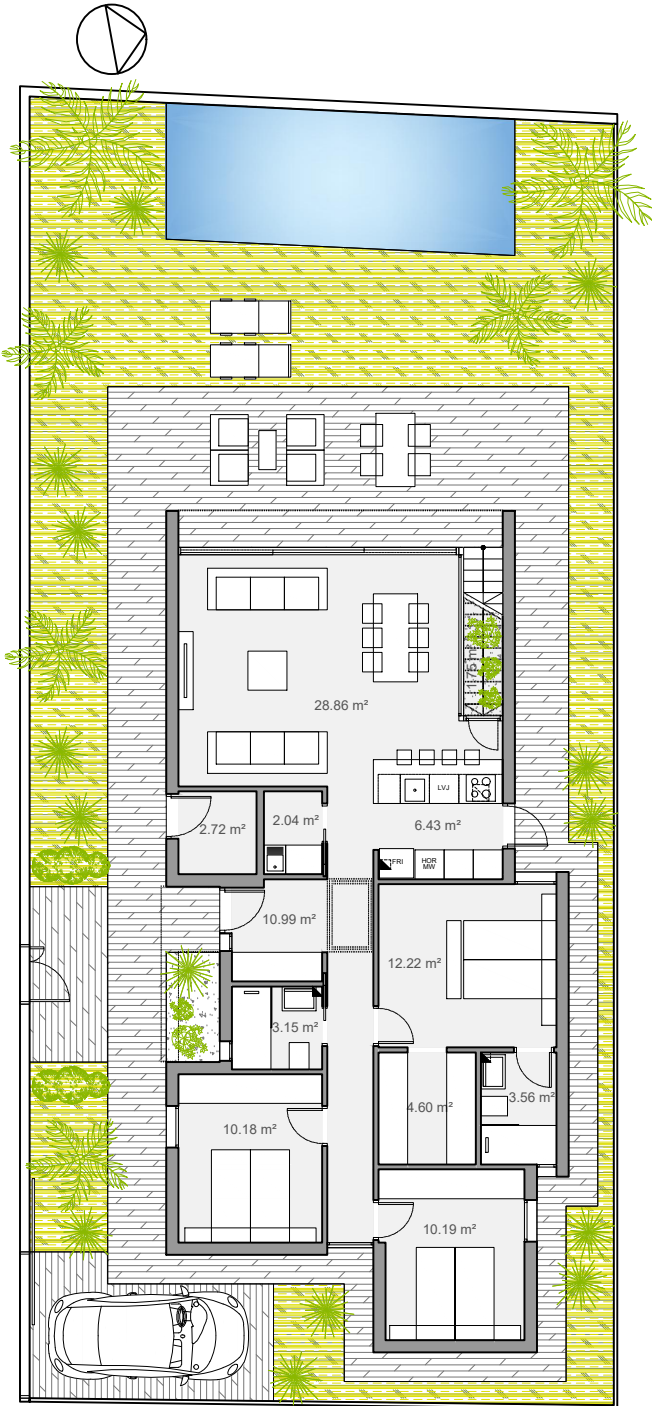 28.86 m²
LVJ
2.72 m²
2.04 m²
6.43 m²
FRI
HOR
MW
10.99 m²
12.22 m²
3.15 m²
4.60 m²
3.56 m²
10.18 m²
10.19 m²